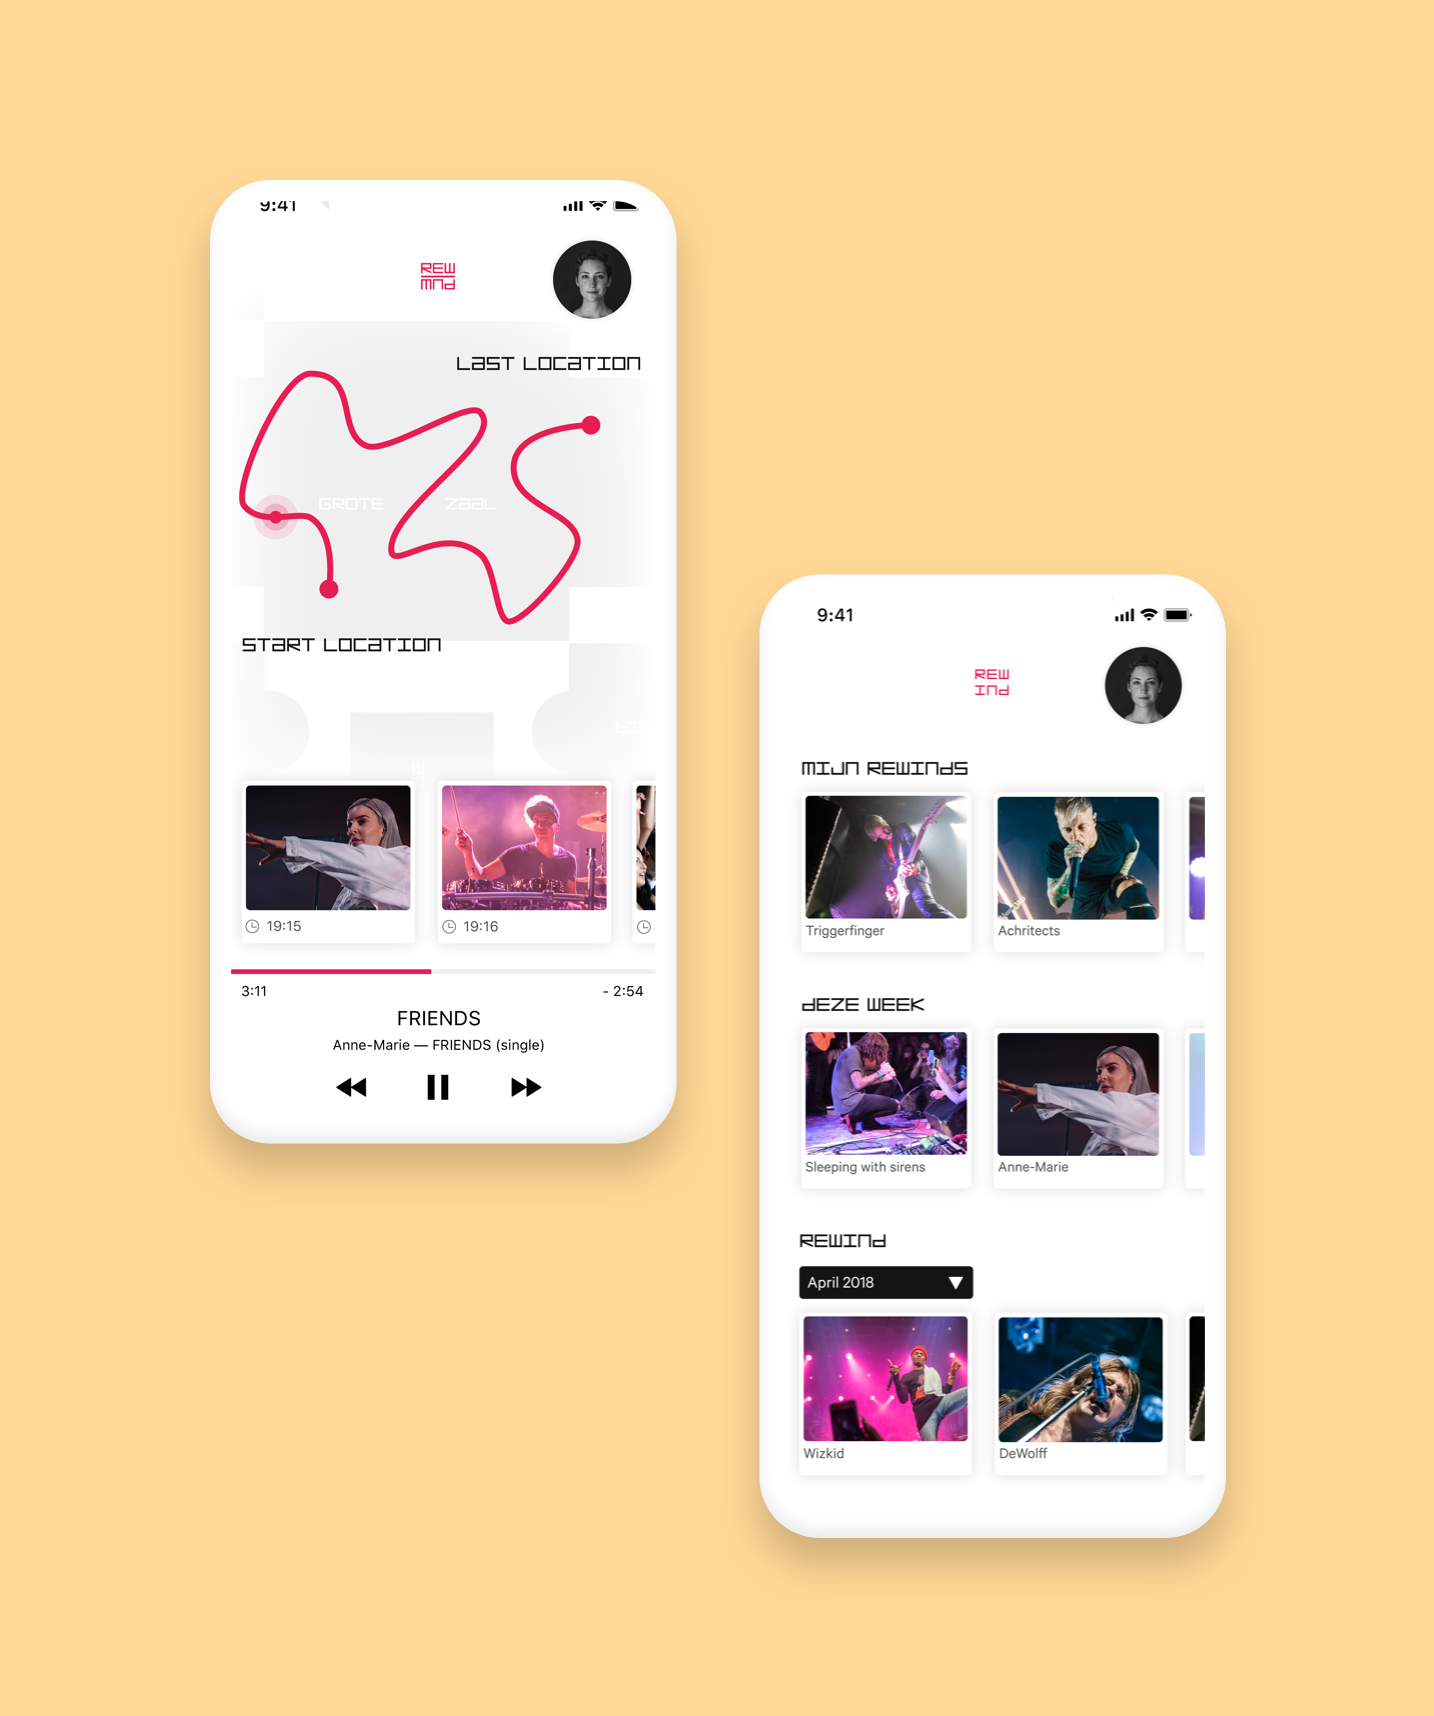 9:41
REW
INd
LaST LOCaTION
GROTE ZaaL
STaRT LOCaTION
19:15
19:16
3:11
- 2:54
FRIENDS
Anne-Marie — FRIENDS (single)
9:41
REW
INd
MIJN REWINdS
Triggerfinger
Achritects
dEZE WEEK
Sleeping with sirens
Anne-Marie
REWINd
April 2018
Wizkid
DeWolff